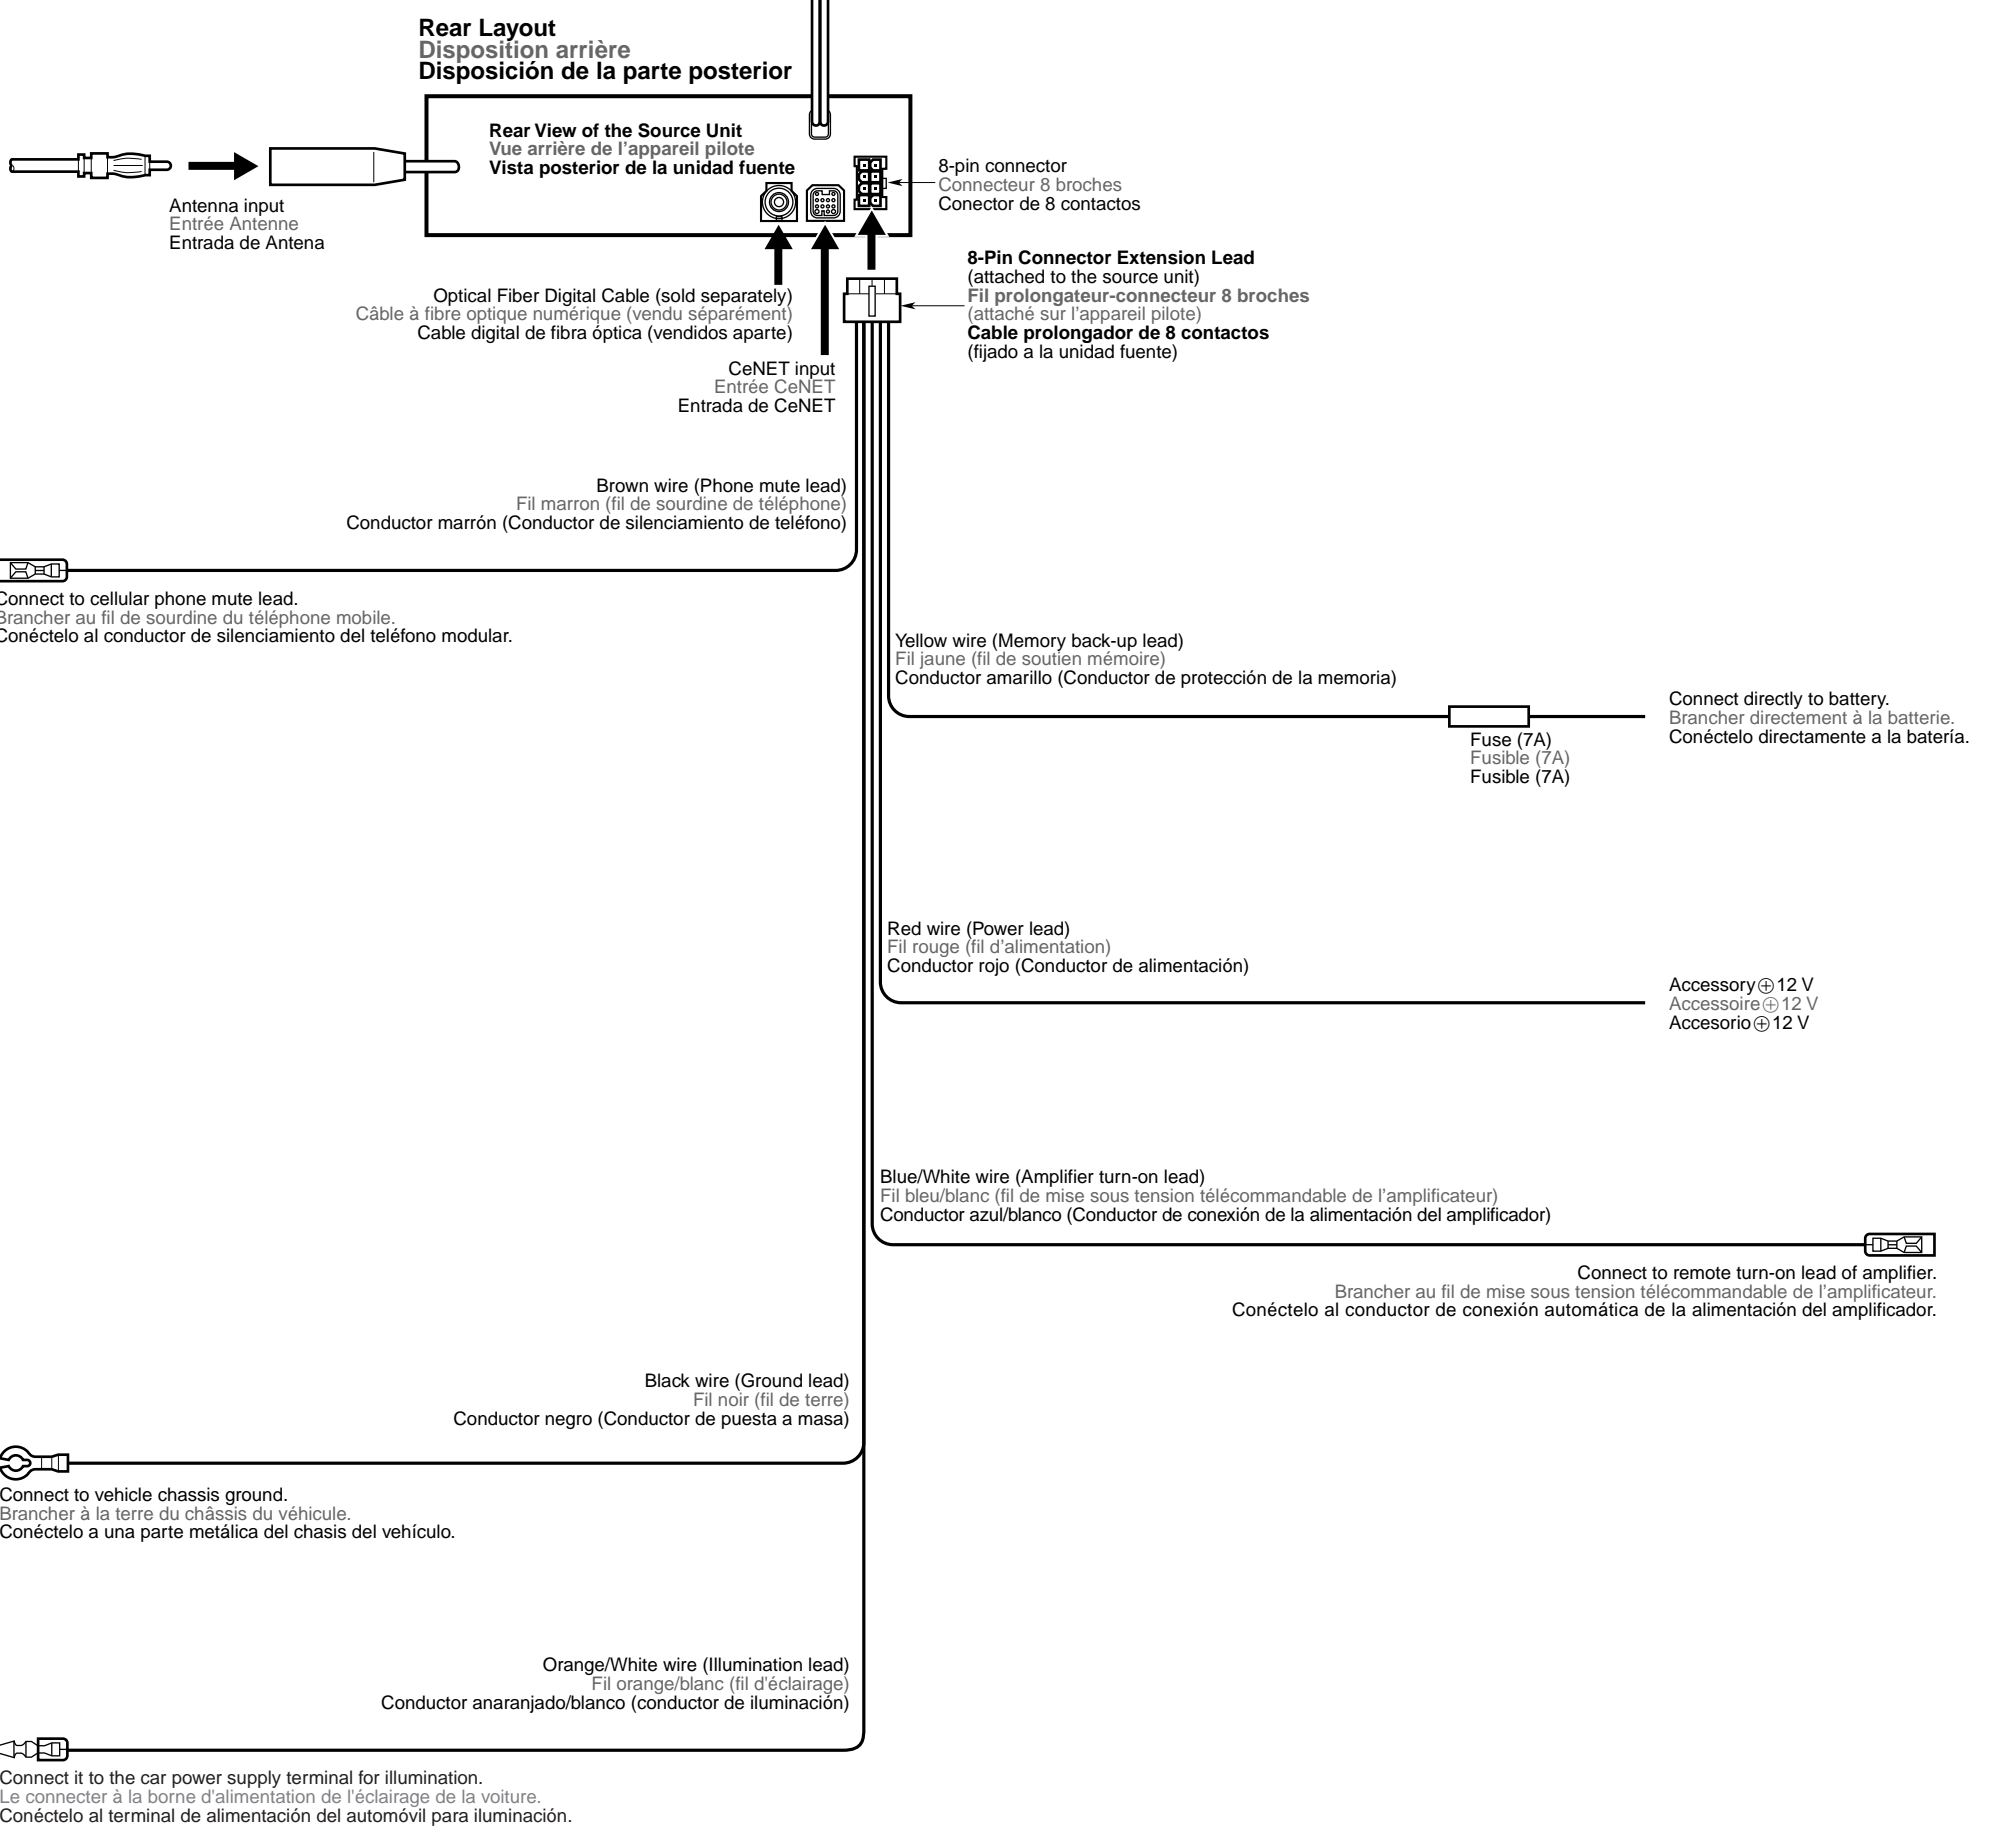 Rear Layout
Disposition arrière
Disposición de la parte posterior
Rear View of the Source Unit
Vue arrière de l'appareil pilote
Vista posterior de la unidad fuente
8-pin connector
Connecteur 8 broches
Conector de 8 contactos
Antenna input
Entrée Antenne
Entrada de Antena
8-Pin Connector Extension Lead
(attached to the source unit)
Fil prolongateur-connecteur 8 broches
(attaché sur l'appareil pilote)
Cable prolongador de 8 contactos
(fijado a la unidad fuente)
Optical Fiber Digital Cable (sold separately)
Câble à fibre optique numérique (vendu séparément)
Cable digital de fibra óptica (vendidos aparte)
CeNET input
Entrée CeNET
Entrada de CeNET
Brown wire (Phone mute lead)
Fil marron (fil de sourdine de téléphone)
Conductor marrón (Conductor de silenciamiento de teléfono)
Connect to cellular phone mute lead.
Brancher au fil de sourdine du téléphone mobile.
Conéctelo al conductor de silenciamiento del teléfono modular.
Yellow wire (Memory back-up lead)
Fil jaune (fil de soutien mémoire)
Conductor amarillo (Conductor de protección de la memoria)
Connect directly to battery.
Brancher directement à la batterie.
Conéctelo directamente a la batería.
Fuse (7A)
Fusible (7A)
Fusible (7A)
Red wire (Power lead)
Fil rouge (fil d'alimentation)
Conductor rojo (Conductor de alimentación)
Accessory⊕12 V
Accessoire⊕12 V
Accesorio⊕12 V
Blue/White wire (Amplifier turn-on lead)
Fil bleu/blanc (fil de mise sous tension télécommandable de l'amplificateur)
Conductor azul/blanco (Conductor de conexión de la alimentación del amplificador)
Connect to remote turn-on lead of amplifier.
Brancher au fil de mise sous tension télécommandable de l'amplificateur.
Conéctelo al conductor de conexión automática de la alimentación del amplificador.
Black wire (Ground lead)
Fil noir (fil de terre)
Conductor negro (Conductor de puesta a masa)
Connect to vehicle chassis ground.
Brancher à la terre du châssis du véhicule.
Conéctelo a una parte metálica del chasis del vehículo.
Orange/White wire (Illumination lead)
Fil orange/blanc (fil d'éclairage)
Conductor anaranjado/blanco (conductor de iluminación)
Connect it to the car power supply terminal for illumination.
Le connecter à la borne d'alimentation de l'éclairage de la voiture.
Conéctelo al terminal de alimentación del automóvil para iluminación.